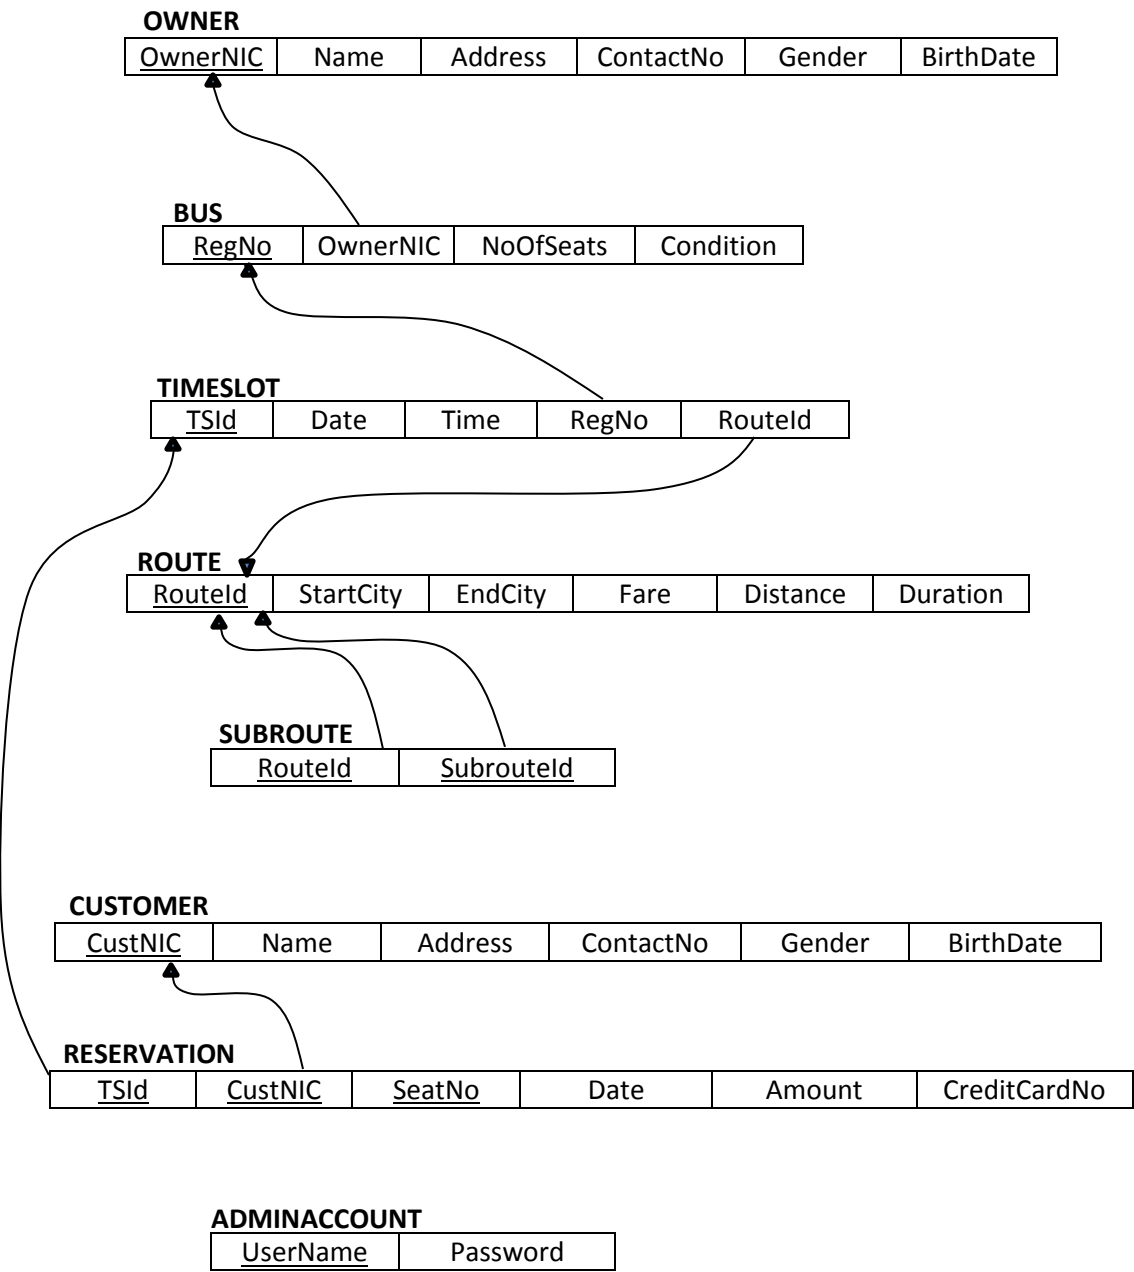 OWNER
OwnerNIC Name Address ContactNo Gender BirthDate
BUS
RegNo OwnerNIC NoOfSeats Condition
TIMESLOT
TSId Date Time RegNo RouteId
ROUTE
RouteId StartCity EndCity Fare Distance Duration
SUBROUTE
RouteId SubrouteId
CUSTOMER
CustNIC Name Address ContactNo Gender BirthDate
RESERVATION
TSId CustNIC SeatNo Date Amount CreditCardNo
ADMINACCOUNT
UserName Password